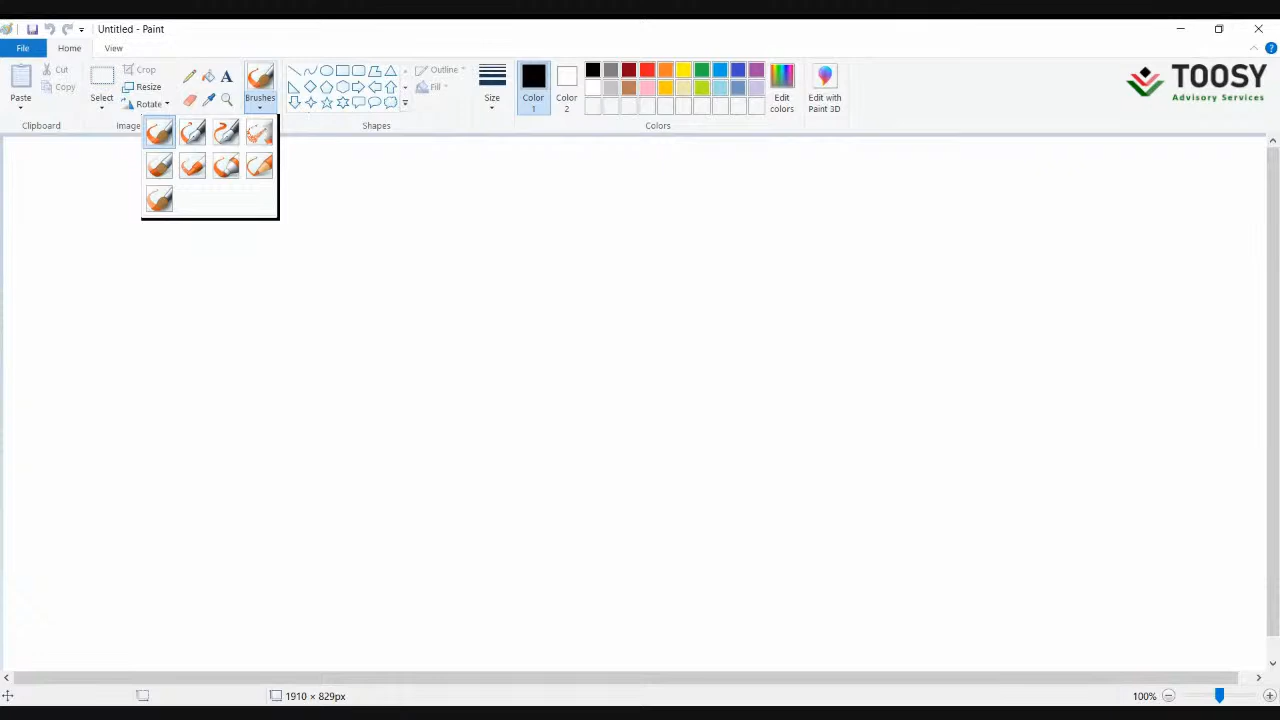 Untitled - Paint
File Home View
Paste
Cut
Copy
Clipboard
Select
Crop
Resize
Rotate
Image
A
Brushes
Shapes
Outline
Fill
Size
Color 1
Color 2
Colors
Edit colors
Edit with Paint 3D
TOOSY
Advisory Services
1910 × 829px
100%